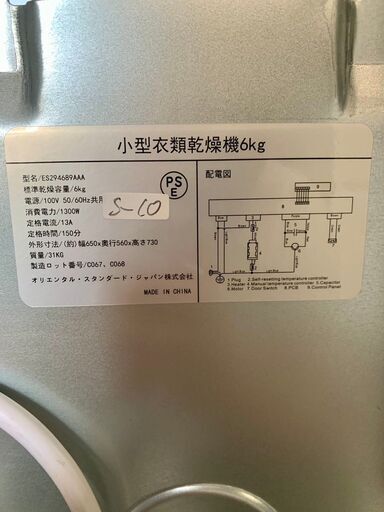 小型衣類乾燥機6kg
型名/ES294689AAA
標準乾燥容量/6kg
電源/100V 50/60Hz共用
消費電力/1300W
定格電流/13A
定格時間/150分
外形寸法/(約)幅650x奥行560x高さ730
質量/31KG
製造ロット番号/C067、C068
オリエンタル・スタンダード・ジャパン株式会社
MADE IN CHINA
PS
E
S-10
配電図
1.Plug 2.Self-resetting temperature controller
3.Heater 4.Manual temperature controller 5.Capacitor
6.Motor 7.Door Switch 8.PCB 9.Control Panel